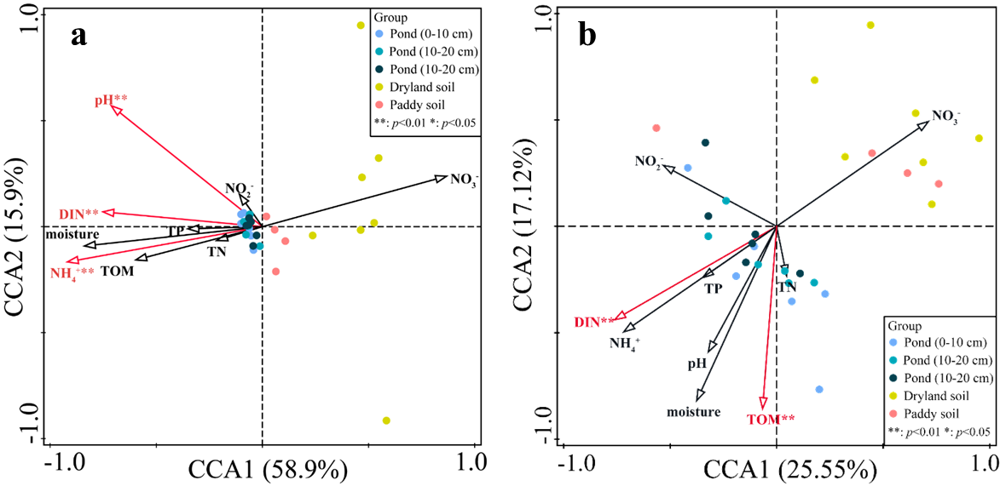 a
1.0
Group
Pond (0-10 cm)
Pond (10-20 cm)
Pond (10-20 cm)
Dryland soil
Paddy soil
**: p<0.01 *: p<0.05
pH**
NO₂⁻
NO₃⁻
DIN**
TP
moisture
TN
NH₄⁺**
TOM
CCA2 (15.9%)
-1.0
-1.0
CCA1 (58.9%)
1.0
b
1.0
NO₃⁻
NO₂⁻
TP
TN
DIN**
NH₄⁺
pH
moisture
TOM**
Group
Pond (0-10 cm)
Pond (10-20 cm)
Pond (10-20 cm)
Dryland soil
Paddy soil
**: p<0.01 *: p<0.05
CCA2 (17.12%)
-1.0
-1.0
CCA1 (25.55%)
1.0